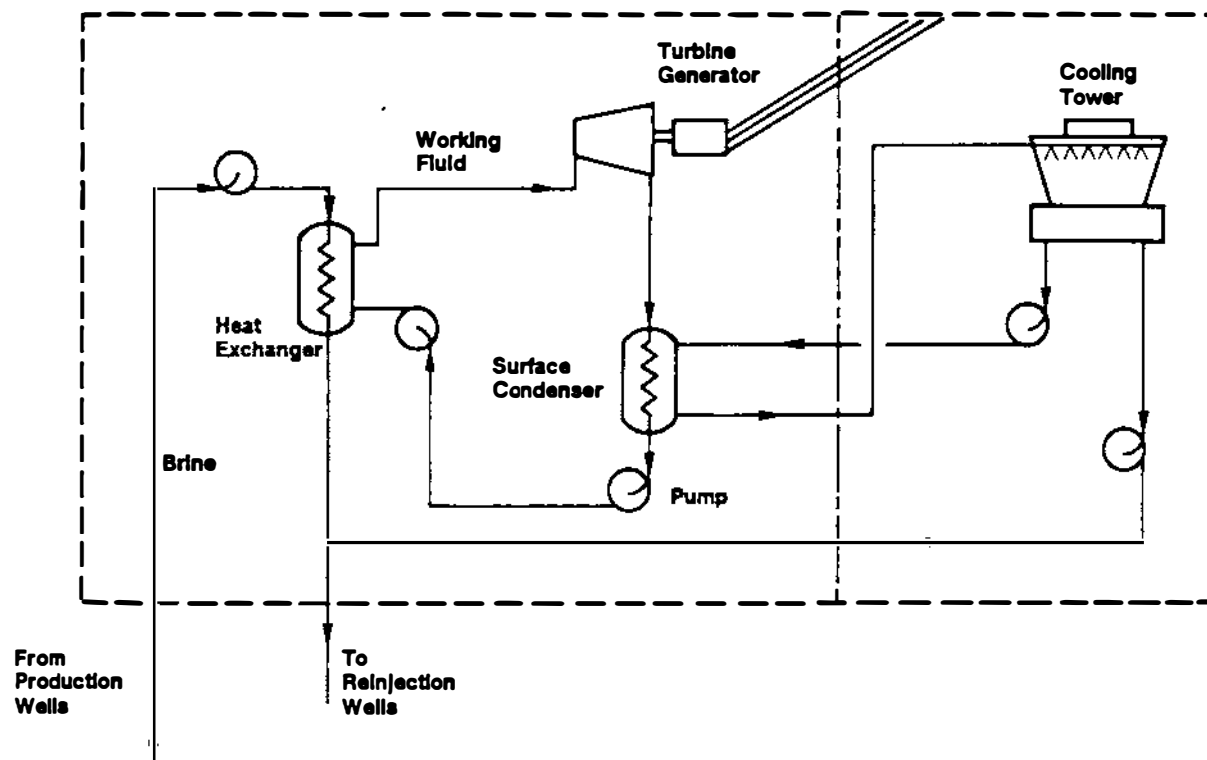 Turbine
Generator
Cooling
Tower
Working
Fluid
Heat
Exchanger
Surface
Condenser
Brine
Pump
From
Production
Wells
To
Reinjection
Wells